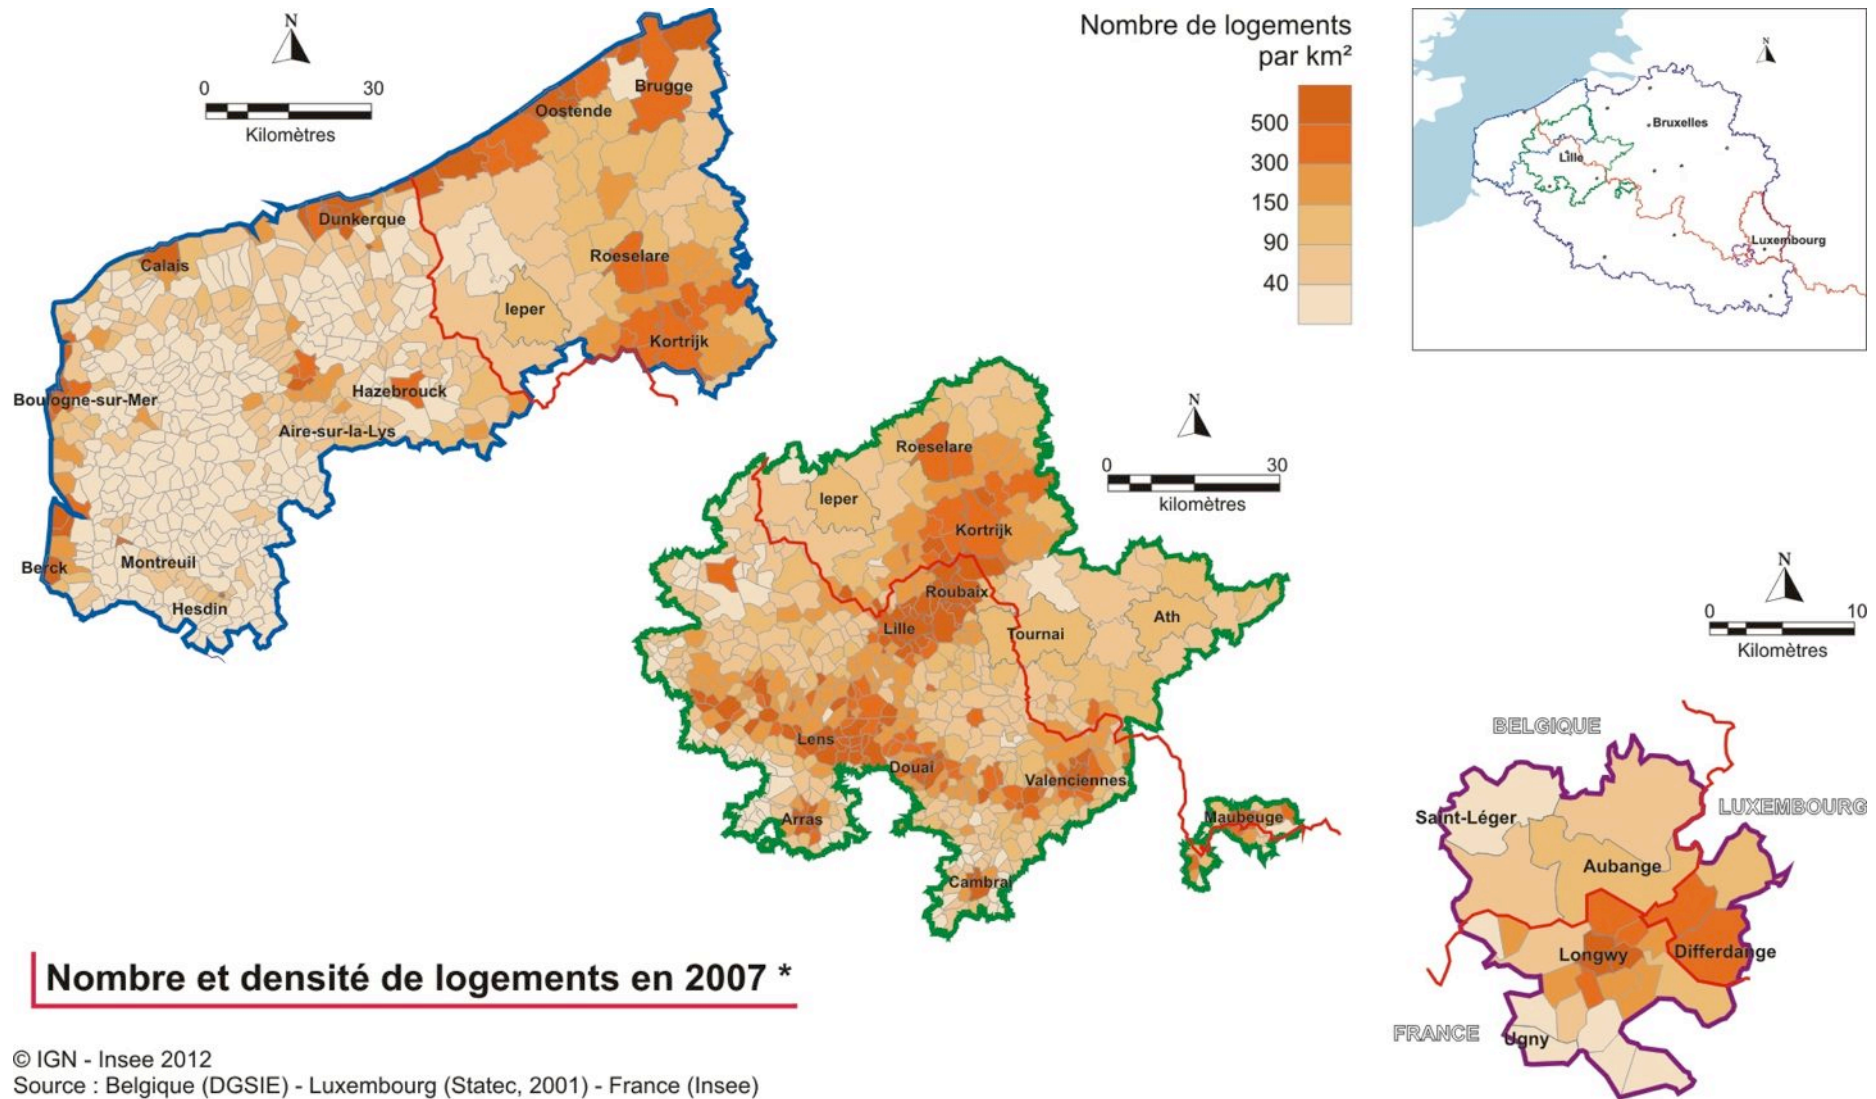 N
0 30
Kilomètres
Brugge
Oostende
Dunkerque
Calais
Roeselare
Ieper
Kortrijk
Hazebrouck
Boulogne-sur-Mer
Aire-sur-la-Lys
Montreuil
Berck
Hesdin
Nombre de logements
par km²
500
300
150
90
40
N
Bruxelles
Lille
Luxembourg
N
0 30
kilomètres
Roeselare
Ieper
Kortrijk
Roubaix
Lille
Tournai
Ath
Lens
Douai
Valenciennes
Arras
Maubeuge
Cambrai
N
0 10
Kilomètres
BELGIQUE
LUXEMBOURG
Saint-Léger
Aubange
Longwy
Differdange
FRANCE
Ugny
Nombre et densité de logements en 2007 *
© IGN - Insee 2012
Source : Belgique (DGSIE) - Luxembourg (Statec, 2001) - France (Insee)